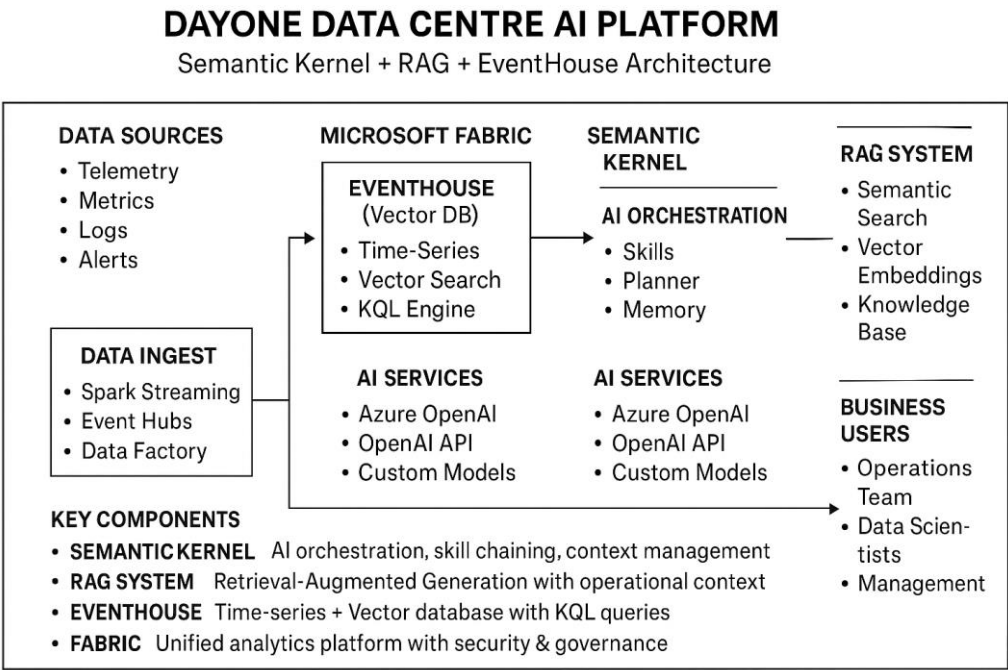 DAYONE DATA CENTRE AI PLATFORM
Semantic Kernel + RAG + EventHouse Architecture
DATA SOURCES
• Telemetry
• Metrics
• Logs
• Alerts
DATA INGEST
• Spark Streaming
• Event Hubs
• Data Factory
MICROSOFT FABRIC
EVENTHOUSE
(Vector DB)
• Time-Series
• Vector Search
• KQL Engine
AI SERVICES
• Azure OpenAI
• OpenAI API
• Custom Models
SEMANTIC
KERNEL
AI ORCHESTRATION
• Skills
• Planner
• Memory
AI SERVICES
• Azure OpenAI
• OpenAI API
• Custom Models
RAG SYSTEM
• Semantic
Search
• Vector
Embeddings
• Knowledge
Base
BUSINESS
USERS
• Operations
Team
• Data Scien-
tists
• Management
KEY COMPONENTS
• SEMANTIC KERNEL AI orchestration, skill chaining, context management
• RAG SYSTEM Retrieval-Augmented Generation with operational context
• EVENTHOUSE Time-series + Vector database with KQL queries
• FABRIC Unified analytics platform with security & governance